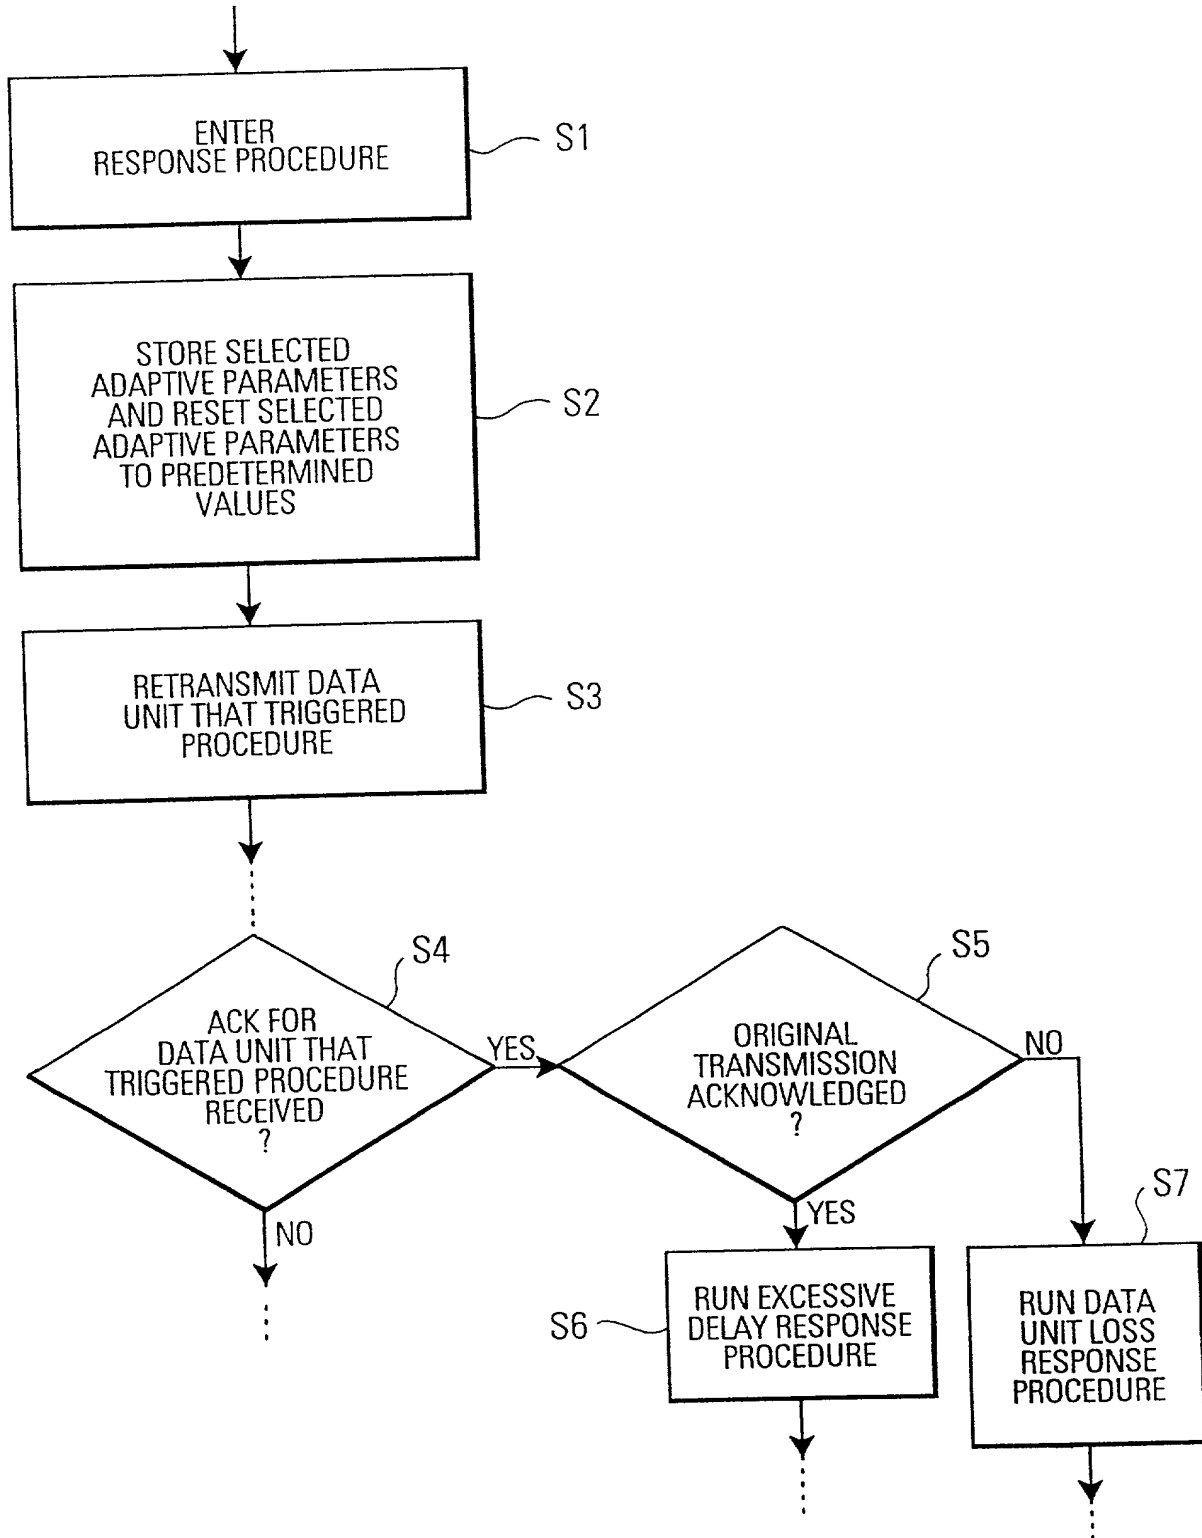 ENTER
RESPONSE PROCEDURE
S1
STORE SELECTED
ADAPTIVE PARAMETERS
AND RESET SELECTED
ADAPTIVE PARAMETERS
TO PREDETERMINED
VALUES
S2
RETRANSMIT DATA
UNIT THAT TRIGGERED
PROCEDURE
S3
S4
ACK FOR
DATA UNIT THAT
TRIGGERED PROCEDURE
RECEIVED
?
YES
NO
S5
ORIGINAL
TRANSMISSION
ACKNOWLEDGED
?
NO
YES
S6
RUN EXCESSIVE
DELAY RESPONSE
PROCEDURE
S7
RUN DATA
UNIT LOSS
RESPONSE
PROCEDURE